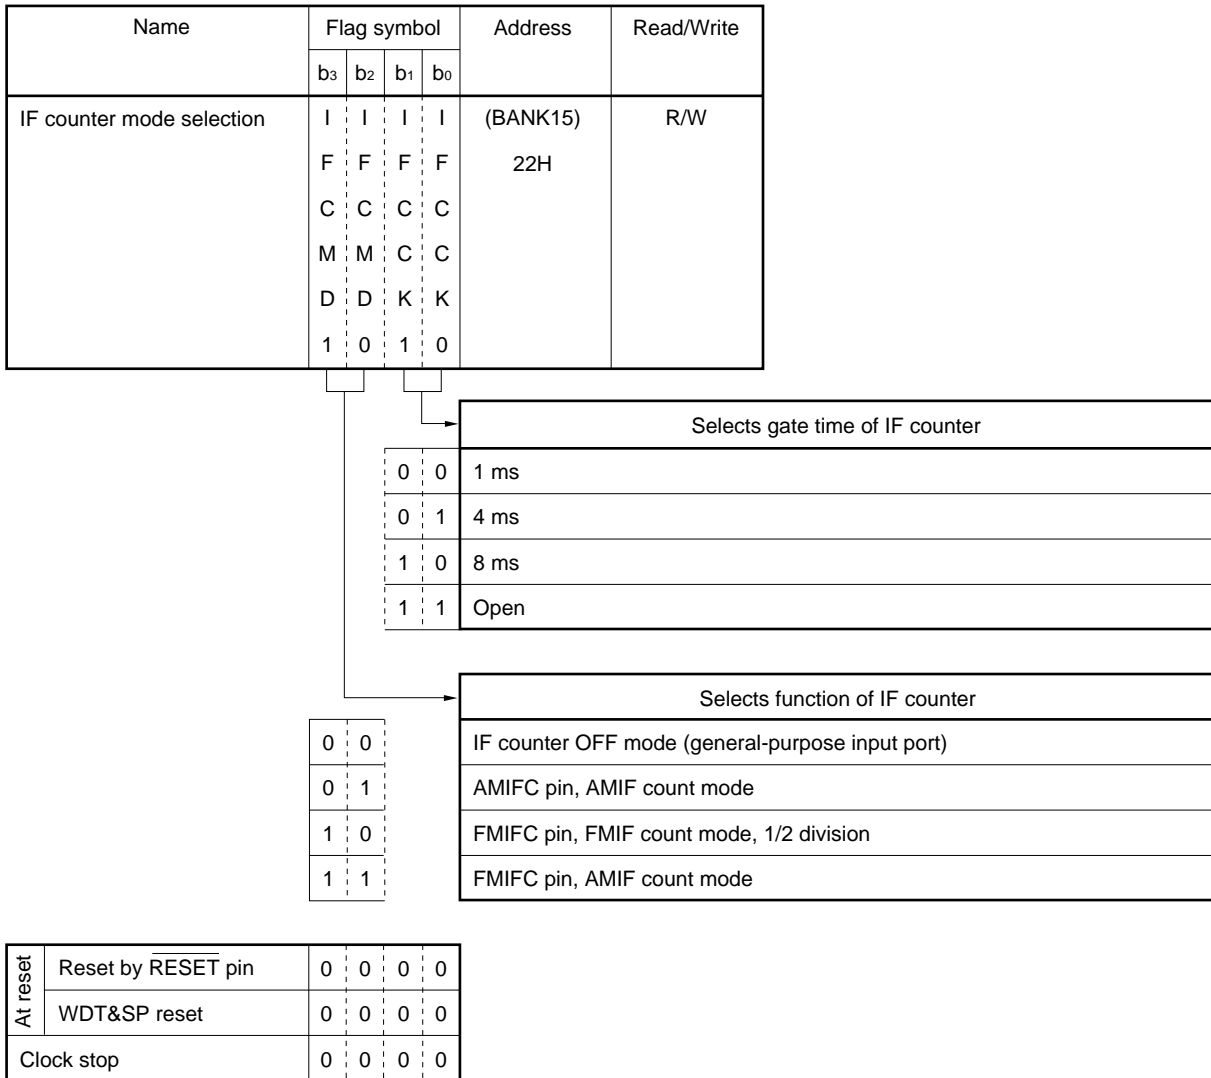 Name Flag symbol Address Read/Write
b3 b2 b1 b0
IF counter mode selection I I I I (BANK15) R/W
F F F F 22H
C C C C
M M C C
D D K K
1 0 1 0
Selects gate time of IF counter
0 0 1 ms
0 1 4 ms
1 0 8 ms
1 1 Open
Selects function of IF counter
0 0 IF counter OFF mode (general-purpose input port)
0 1 AMIFC pin, AMIF count mode
1 0 FMIFC pin, FMIF count mode, 1/2 division
1 1 FMIFC pin, AMIF count mode
At reset
Reset by RESET pin 0 0 0 0
WDT&SP reset 0 0 0 0
Clock stop 0 0 0 0